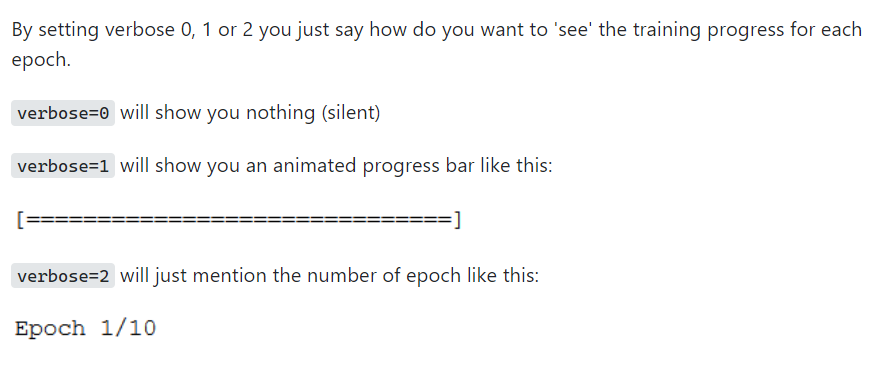 By setting verbose 0, 1 or 2 you just say how do you want to 'see' the training progress for each
epoch.
verbose=0 will show you nothing (silent)
verbose=1 will show you an animated progress bar like this:
[==============================]
verbose=2 will just mention the number of epoch like this:
Epoch 1/10